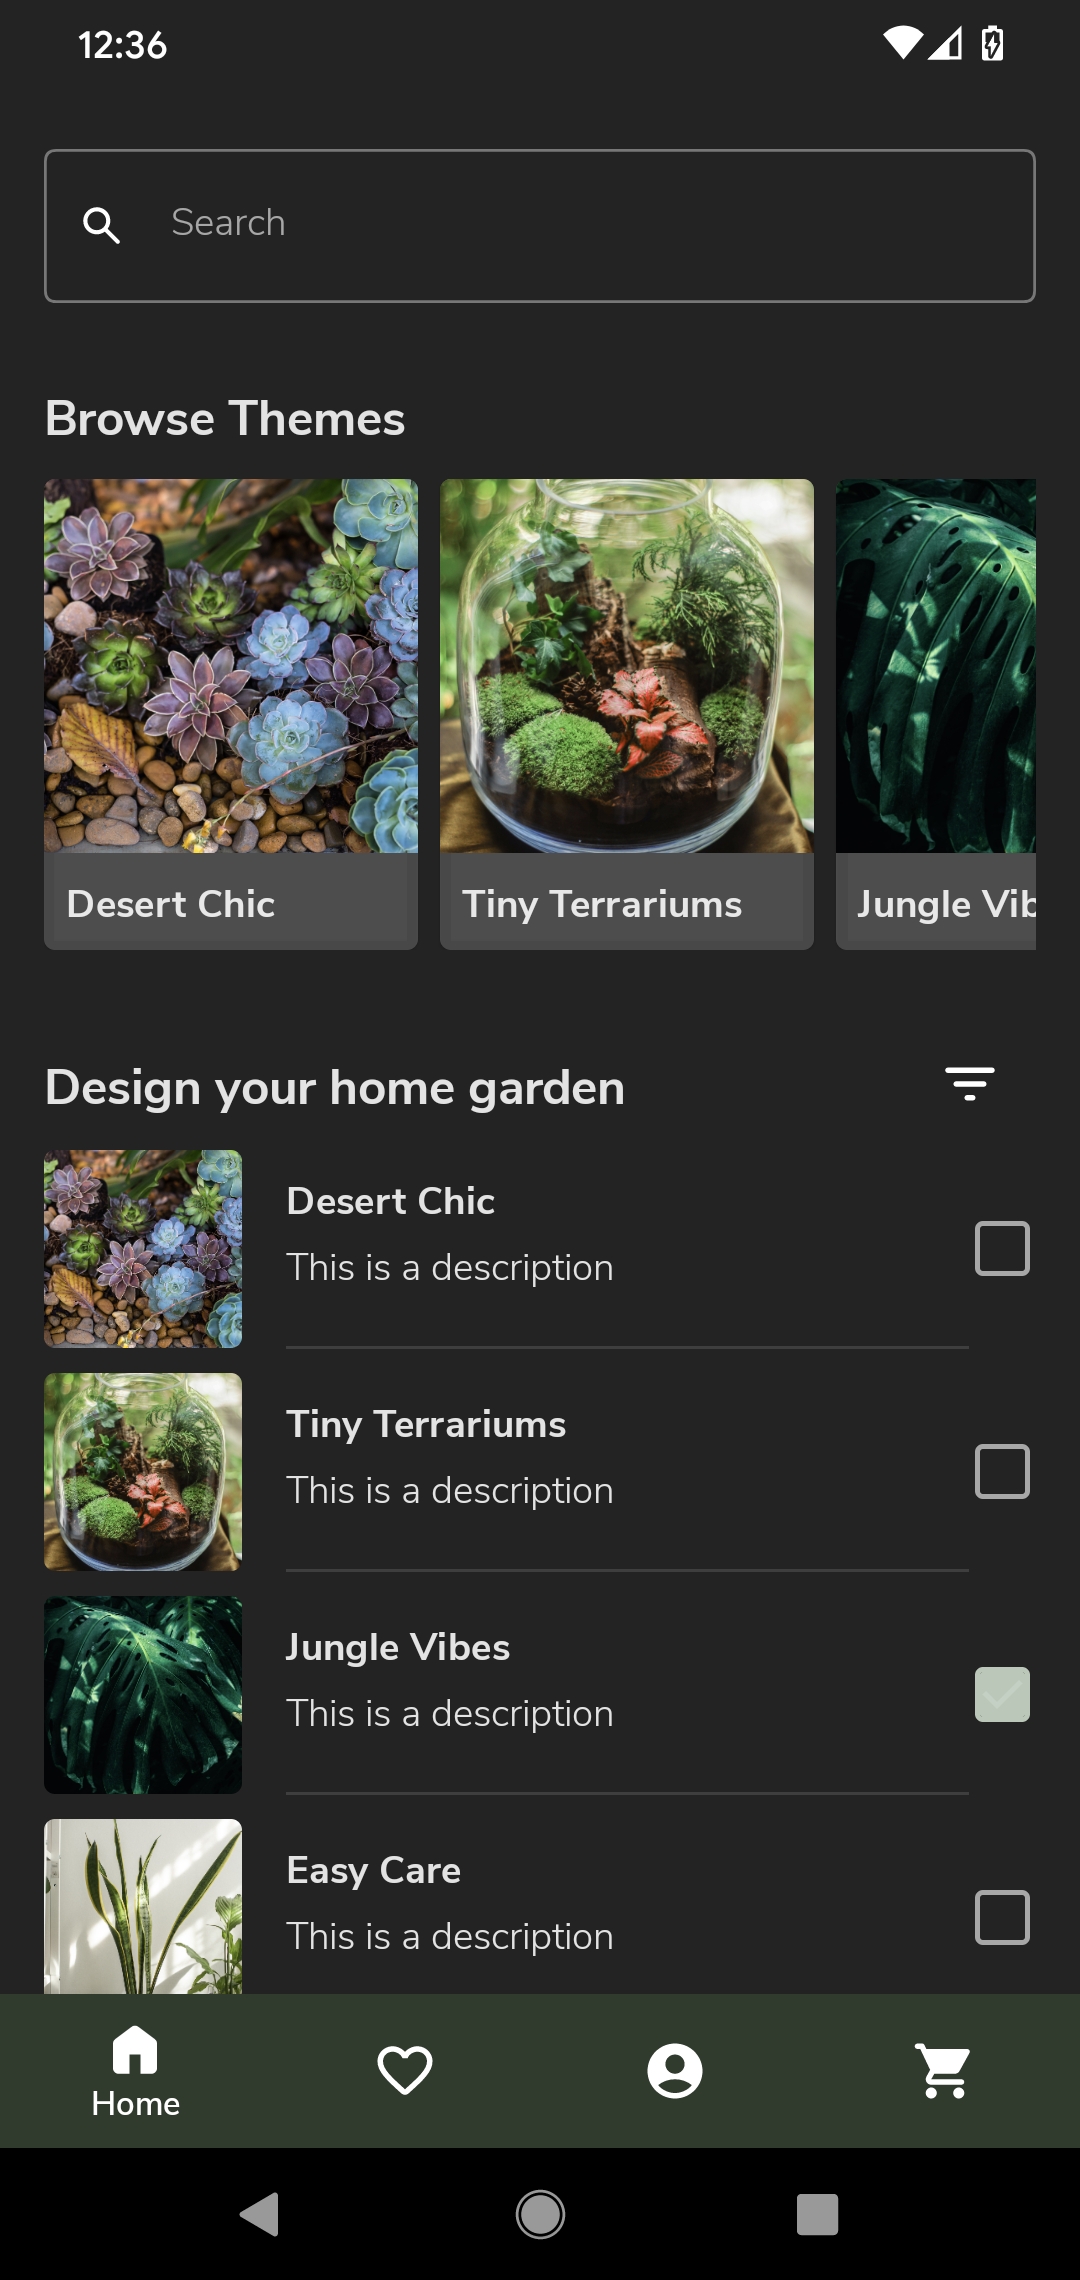 12:36
Search
Browse Themes
Desert Chic
Tiny Terrariums
Jungle Vib
Design your home garden
Desert Chic
This is a description
Tiny Terrariums
This is a description
Jungle Vibes
This is a description
Easy Care
This is a description
Home